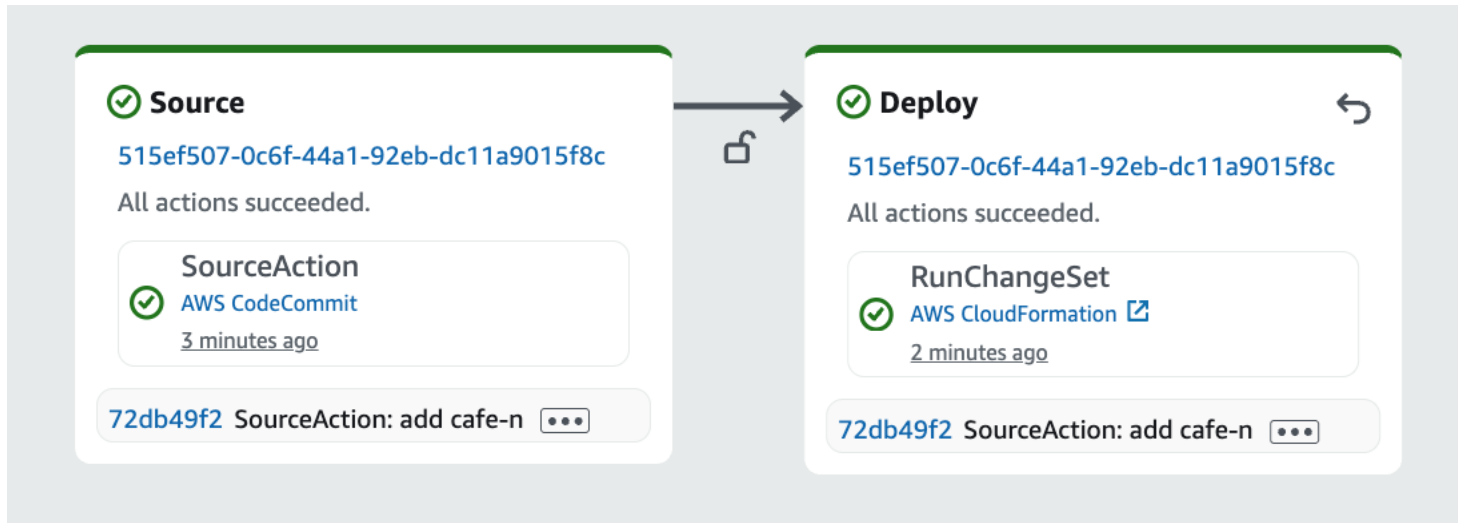 Source
515ef507-0c6f-44a1-92eb-dc11a9015f8c
All actions succeeded.
SourceAction
AWS CodeCommit
3 minutes ago
72db49f2 SourceAction: add cafe-n
Deploy
515ef507-0c6f-44a1-92eb-dc11a9015f8c
All actions succeeded.
RunChangeSet
AWS CloudFormation
2 minutes ago
72db49f2 SourceAction: add cafe-n